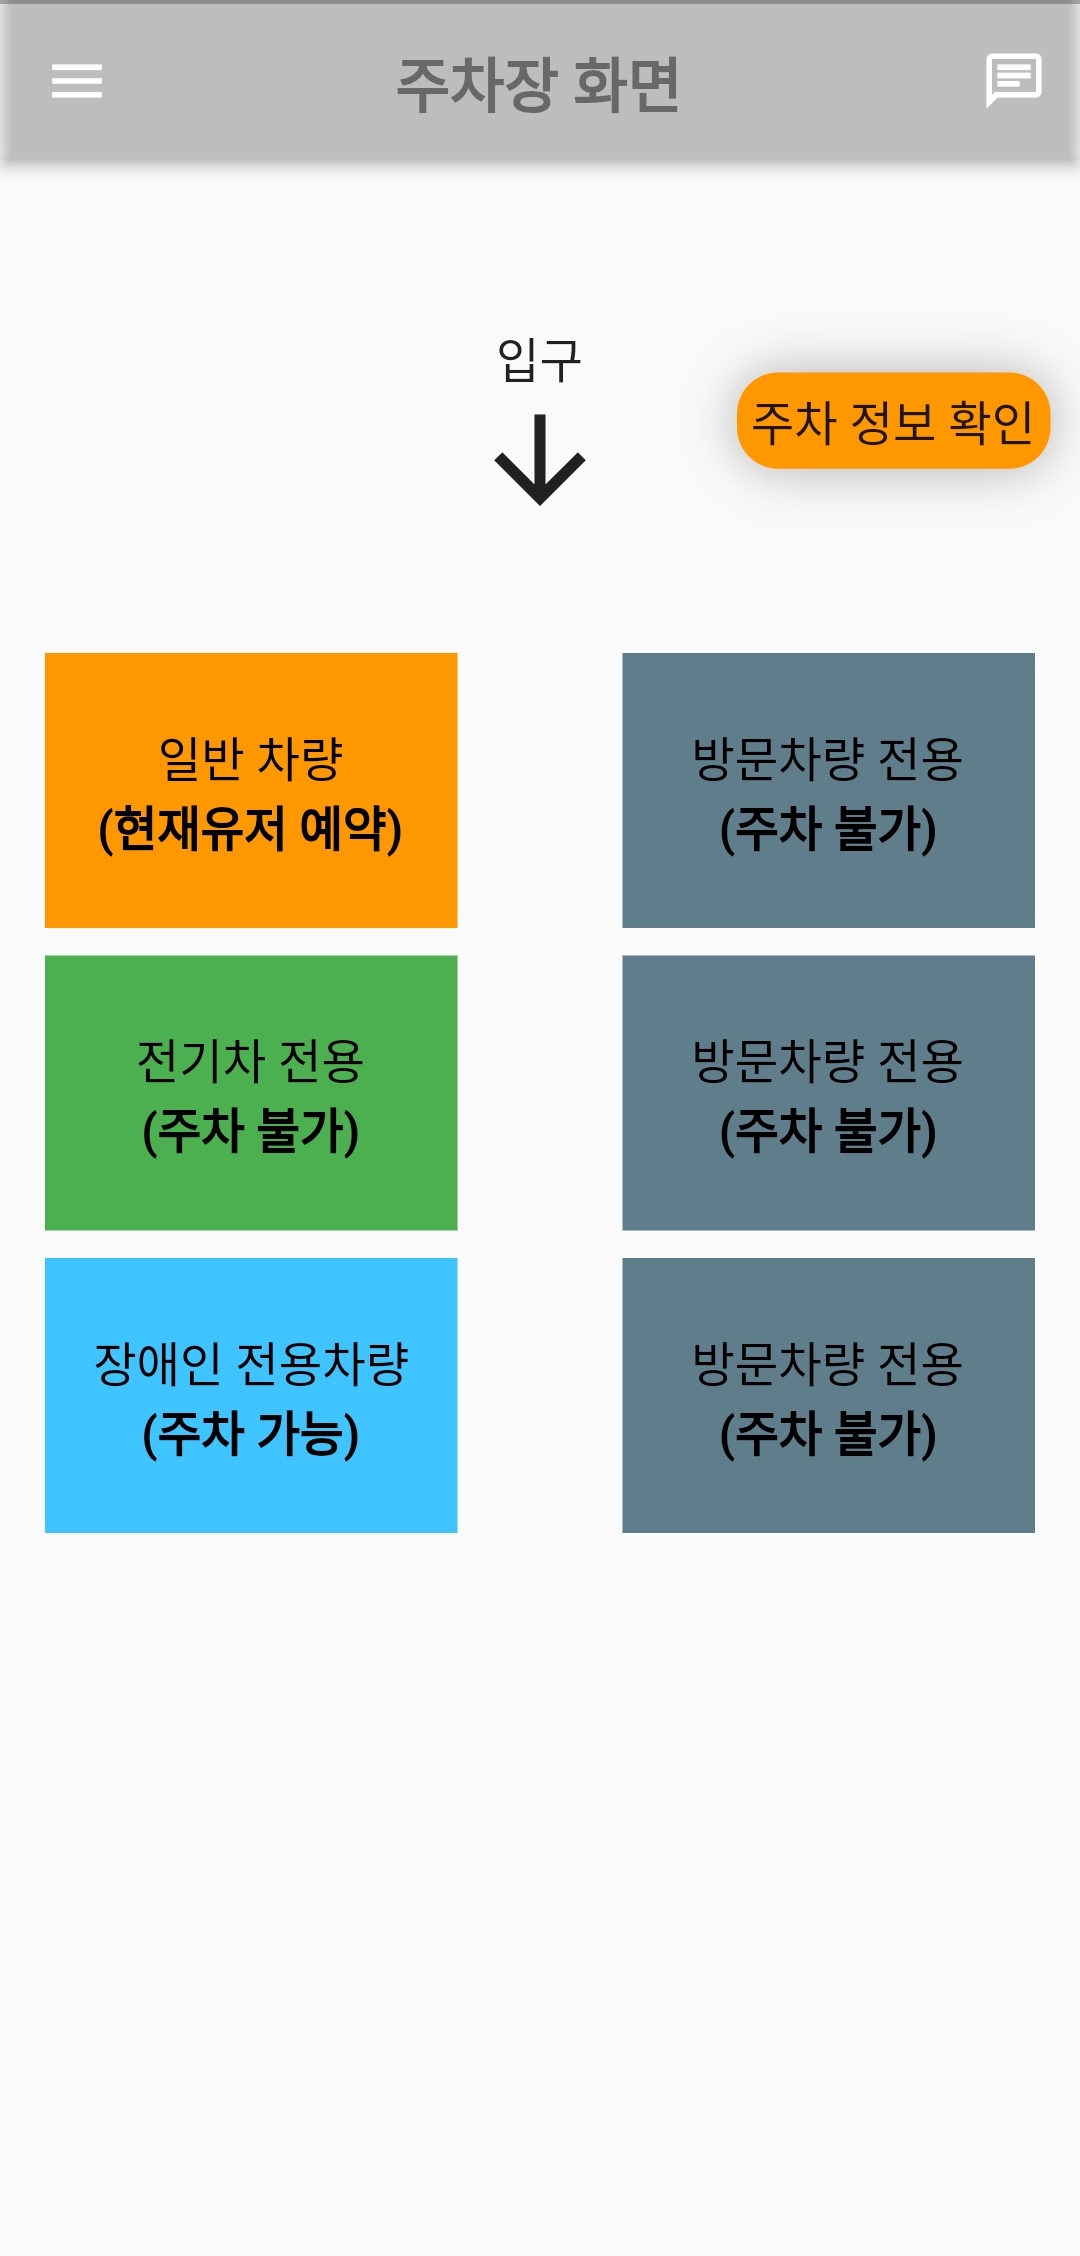 주차장 화면
입구
주차 정보 확인
일반 차량
(현재유저 예약)
방문차량 전용
(주차 불가)
전기차 전용
(주차 불가)
방문차량 전용
(주차 불가)
장애인 전용차량
(주차 가능)
방문차량 전용
(주차 불가)